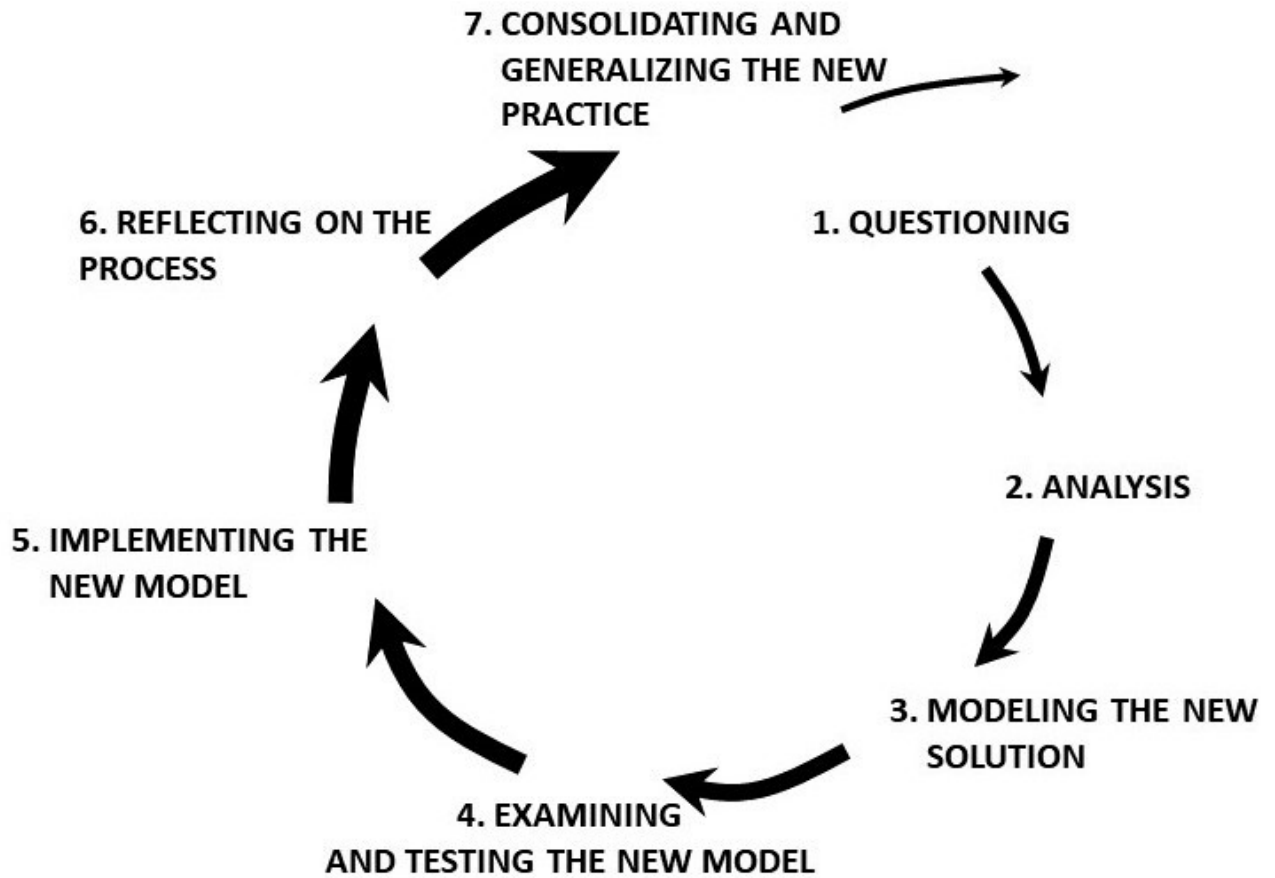 7. CONSOLIDATING AND
GENERALIZING THE NEW
PRACTICE
1. QUESTIONING
2. ANALYSIS
3. MODELING THE NEW
SOLUTION
4. EXAMINING
AND TESTING THE NEW MODEL
5. IMPLEMENTING THE
NEW MODEL
6. REFLECTING ON THE
PROCESS